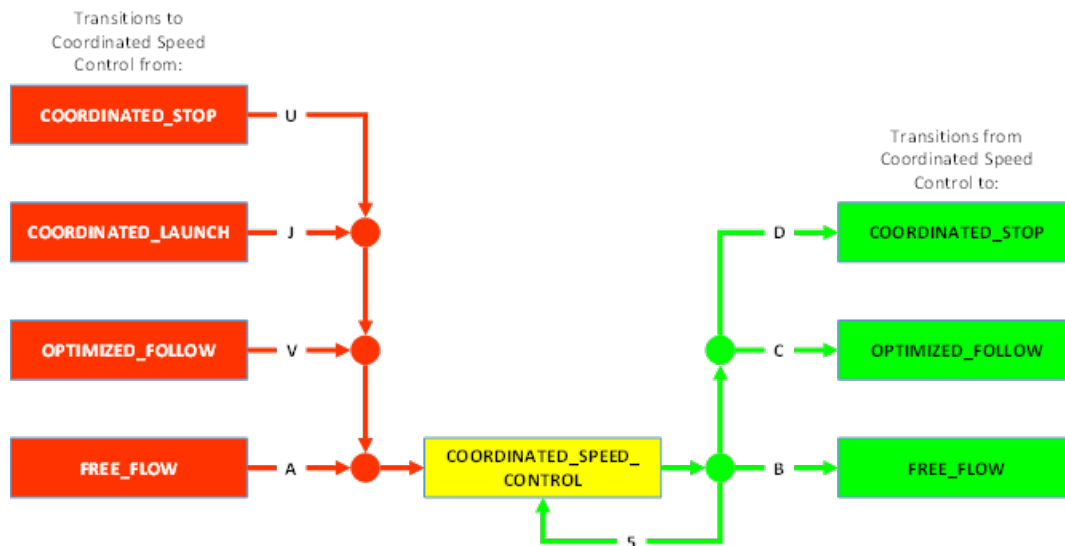 Transitions to
Coordinated Speed
Control from:
COORDINATED_STOP
U
COORDINATED_LAUNCH
J
OPTIMIZED_FOLLOW
V
FREE_FLOW
A
COORDINATED_SPEED_
CONTROL
Transitions from
Coordinated Speed
Control to:
D
COORDINATED_STOP
C
OPTIMIZED_FOLLOW
B
FREE_FLOW